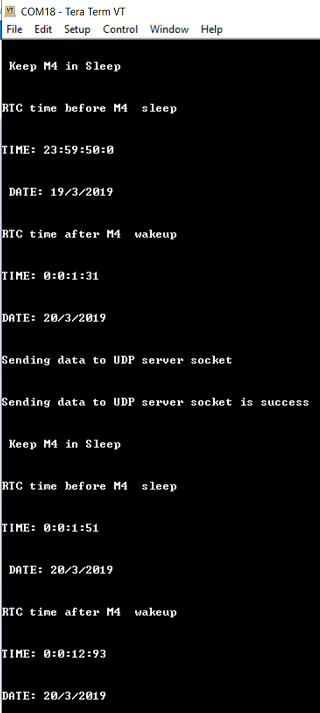 COM18 - Tera Term VT
File Edit Setup Control Window Help
Keep M4 in Sleep
RTC time before M4 sleep
TIME: 23:59:50:0
DATE: 19/3/2019
RTC time after M4 wakeup
TIME: 0:0:1:31
DATE: 20/3/2019
Sending data to UDP server socket
Sending data to UDP server socket is success
Keep M4 in Sleep
RTC time before M4 sleep
TIME: 0:0:1:51
DATE: 20/3/2019
RTC time after M4 wakeup
TIME: 0:0:12:93
DATE: 20/3/2019